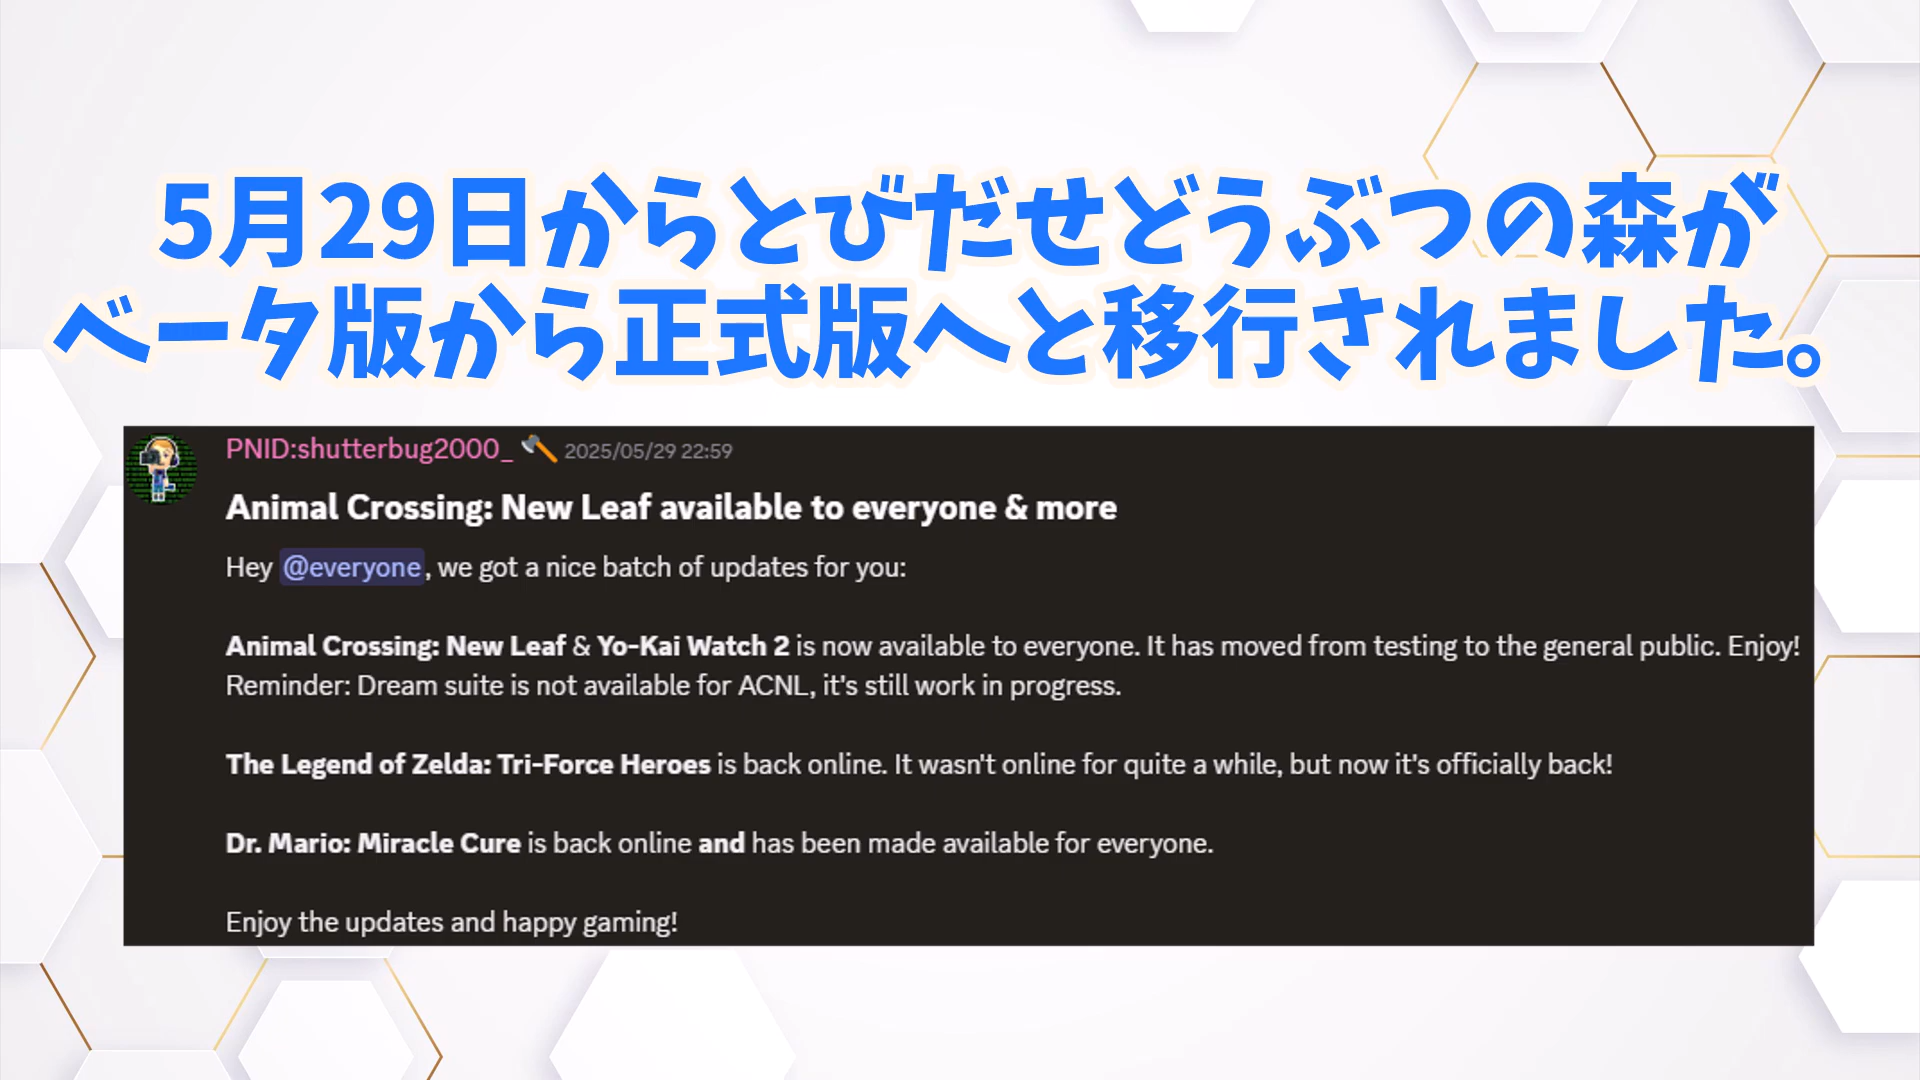 5月29日からとびだせどうぶつの森が
ベータ版から正式版へと移行されました。
PNID:shutterbug2000_ 2025/05/29 22:59
Animal Crossing: New Leaf available to everyone & more
Hey @everyone, we got a nice batch of updates for you:
Animal Crossing: New Leaf & Yo-Kai Watch 2 is now available to everyone. It has moved from testing to the general public. Enjoy!
Reminder: Dream suite is not available for ACNL, it's still work in progress.
The Legend of Zelda: Tri-Force Heroes is back online. It wasn't online for quite a while, but now it's officially back!
Dr. Mario: Miracle Cure is back online and has been made available for everyone.
Enjoy the updates and happy gaming!